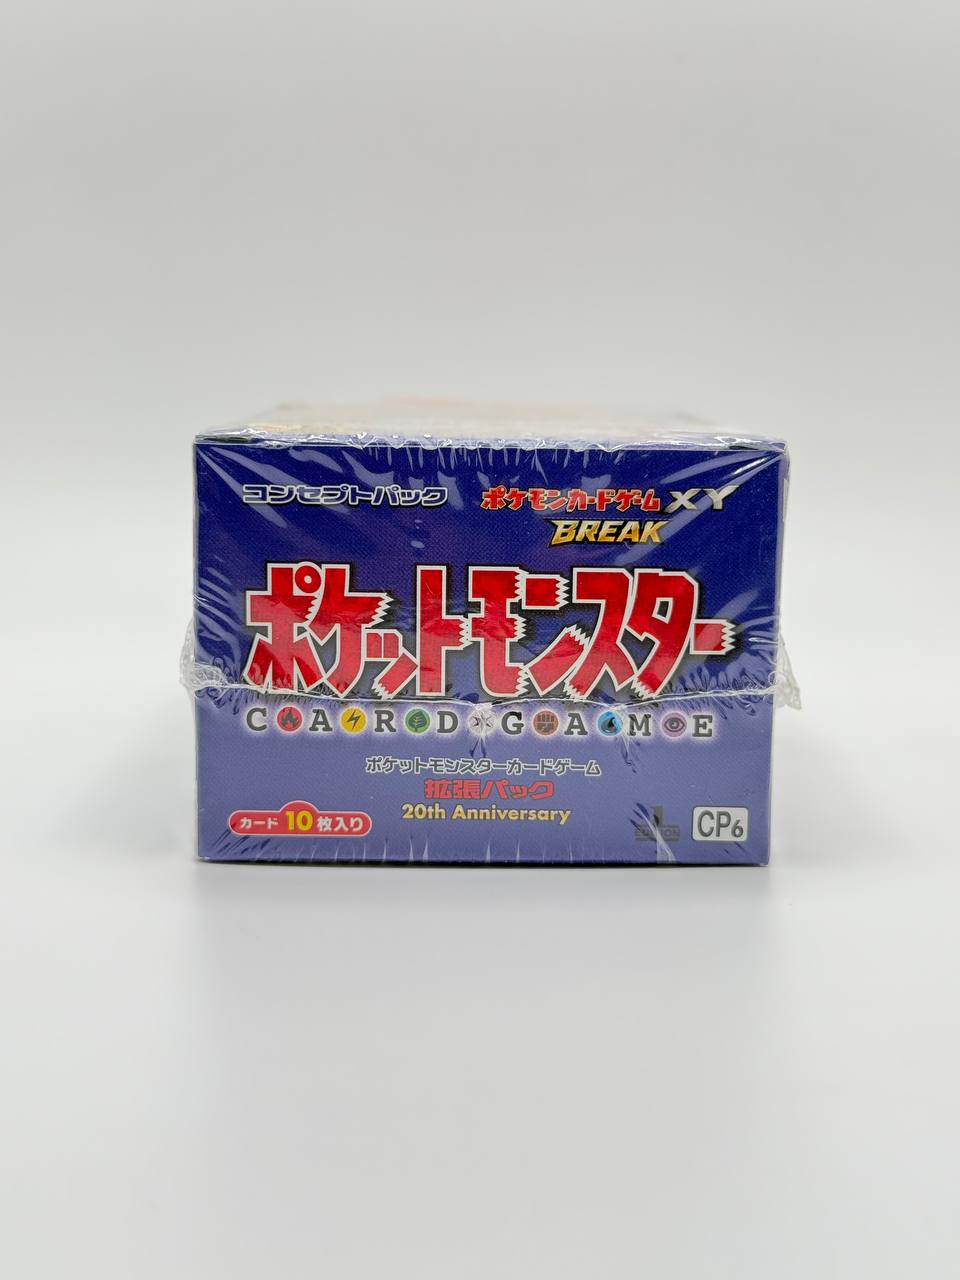 コンセプトパック
ポケモンカードゲーム XY
BREAK
ポケットモンスター
CARD GAME
ポケットモンスターカードゲーム
拡張パック
20th Anniversary
カード10枚入り
1
EDITION
CP6